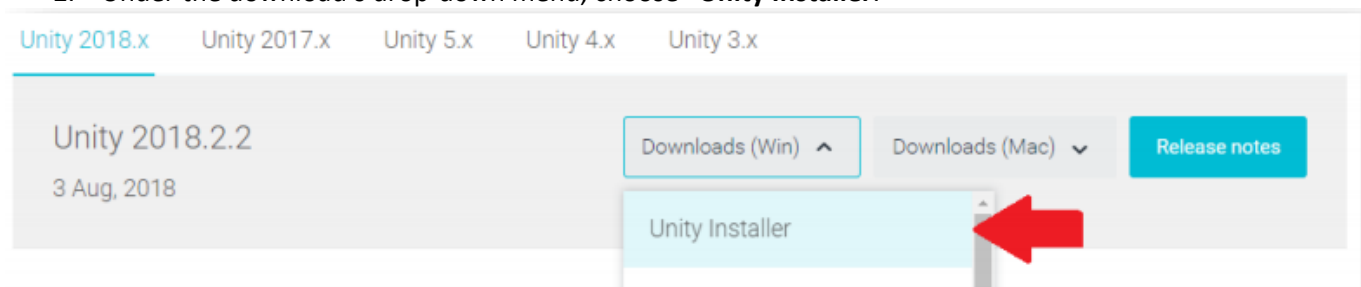 Unity 2018.x Unity 2017.x Unity 5.x Unity 4.x Unity 3.x
Unity 2018.2.2
3 Aug, 2018
Downloads (Win) Downloads (Mac) Release notes
Unity Installer